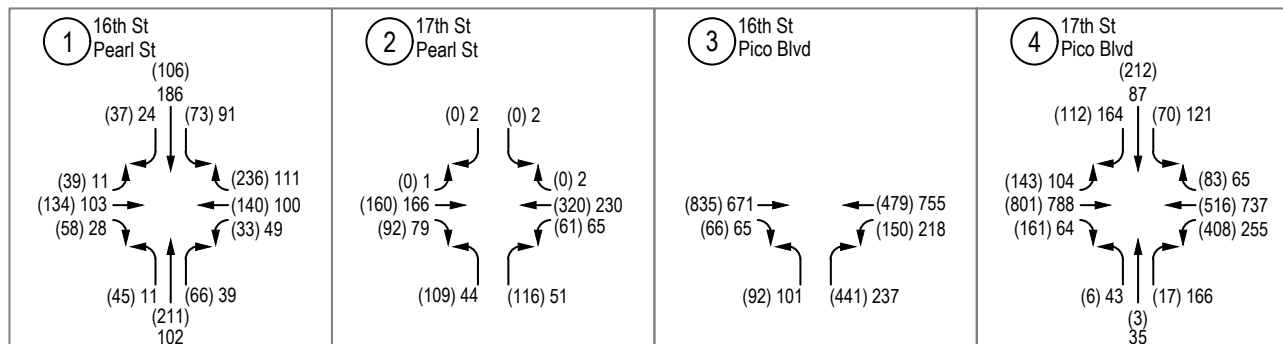 1 16th St
Pearl St
(106)
186
(37) 24 (73) 91
(39) 11 (236) 111
(134) 103 (140) 100
(58) 28 (33) 49
(45) 11 (66) 39
(211)
102
2 17th St
Pearl St
(0) 2 (0) 2
(0) 1 (0) 2
(160) 166 (320) 230
(92) 79 (61) 65
(109) 44 (116) 51
3 16th St
Pico Blvd
(835) 671 (479) 755
(66) 65 (150) 218
(92) 101 (441) 237
4 17th St
Pico Blvd
(212)
87
(112) 164 (70) 121
(143) 104 (83) 65
(801) 788 (516) 737
(161) 64 (408) 255
(6) 43 (17) 166
(3)
35